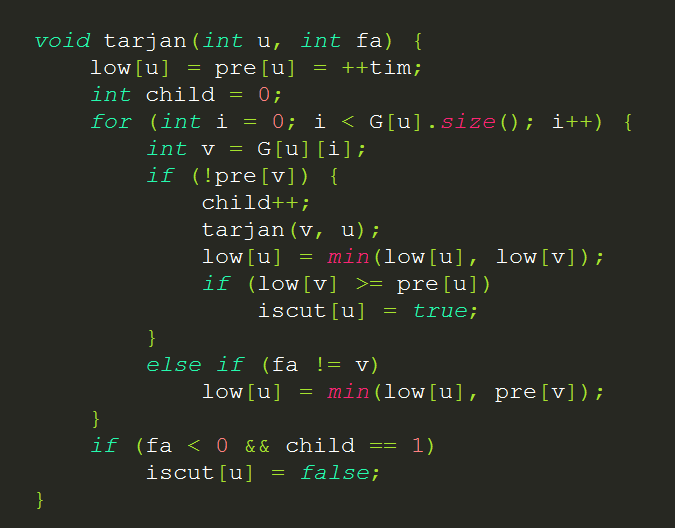 void tarjan(int u, int fa) {
    low[u] = pre[u] = ++tim;
    int child = 0;
    for (int i = 0; i < G[u].size(); i++) {
        int v = G[u][i];
        if (!pre[v]) {
            child++;
            tarjan(v, u);
            low[u] = min(low[u], low[v]);
            if (low[v] >= pre[u])
                iscut[u] = true;
        }
        else if (fa != v)
            low[u] = min(low[u], pre[v]);
    }
    if (fa < 0 && child == 1)
        iscut[u] = false;
}